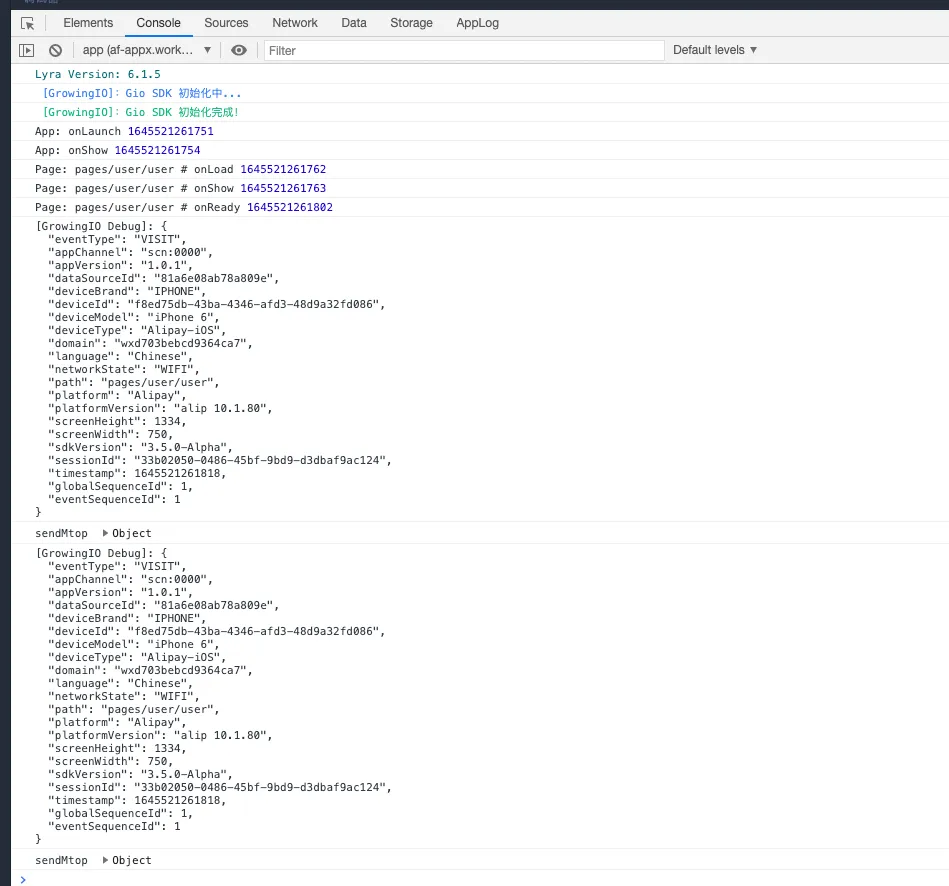 Elements Console Sources Network Data Storage AppLog
app (af-appx.work... ▼ Filter Default levels ▼
Lyra Version: 6.1.5
[GrowingIO]: Gio SDK 初始化中...
[GrowingIO]: Gio SDK 初始化完成!
App: onLaunch 1645521261751
App: onShow 1645521261754
Page: pages/user/user # onLoad 1645521261762
Page: pages/user/user # onShow 1645521261763
Page: pages/user/user # onReady 1645521261802
[GrowingIO Debug]: {
"eventType": "VISIT",
"appChannel": "scn:0000",
"appVersion": "1.0.1",
"dataSourceId": "81a6e08ab78a809e",
"deviceBrand": "IPHONE",
"deviceId": "f8ed75db-43ba-4346-afd3-48d9a32fd086",
"deviceModel": "iPhone 6",
"deviceType": "Alipay-iOS",
"domain": "wxd703bebcd9364ca7",
"language": "Chinese",
"networkState": "WIFI",
"path": "pages/user/user",
"platform": "Alipay",
"platformVersion": "alip 10.1.80",
"screenHeight": 1334,
"screenWidth": 750,
"sdkVersion": "3.5.0-Alpha",
"sessionId": "33b02050-0486-45bf-9bd9-d3dbaf9ac124",
"timestamp": 1645521261818,
"globalSequenceId": 1,
"eventSequenceId": 1
}
sendMtop ▶ Object
[GrowingIO Debug]: {
"eventType": "VISIT",
"appChannel": "scn:0000",
"appVersion": "1.0.1",
"dataSourceId": "81a6e08ab78a809e",
"deviceBrand": "IPHONE",
"deviceId": "f8ed75db-43ba-4346-afd3-48d9a32fd086",
"deviceModel": "iPhone 6",
"deviceType": "Alipay-iOS",
"domain": "wxd703bebcd9364ca7",
"language": "Chinese",
"networkState": "WIFI",
"path": "pages/user/user",
"platform": "Alipay",
"platformVersion": "alip 10.1.80",
"screenHeight": 1334,
"screenWidth": 750,
"sdkVersion": "3.5.0-Alpha",
"sessionId": "33b02050-0486-45bf-9bd9-d3dbaf9ac124",
"timestamp": 1645521261818,
"globalSequenceId": 1,
"eventSequenceId": 1
}
sendMtop ▶ Object
>